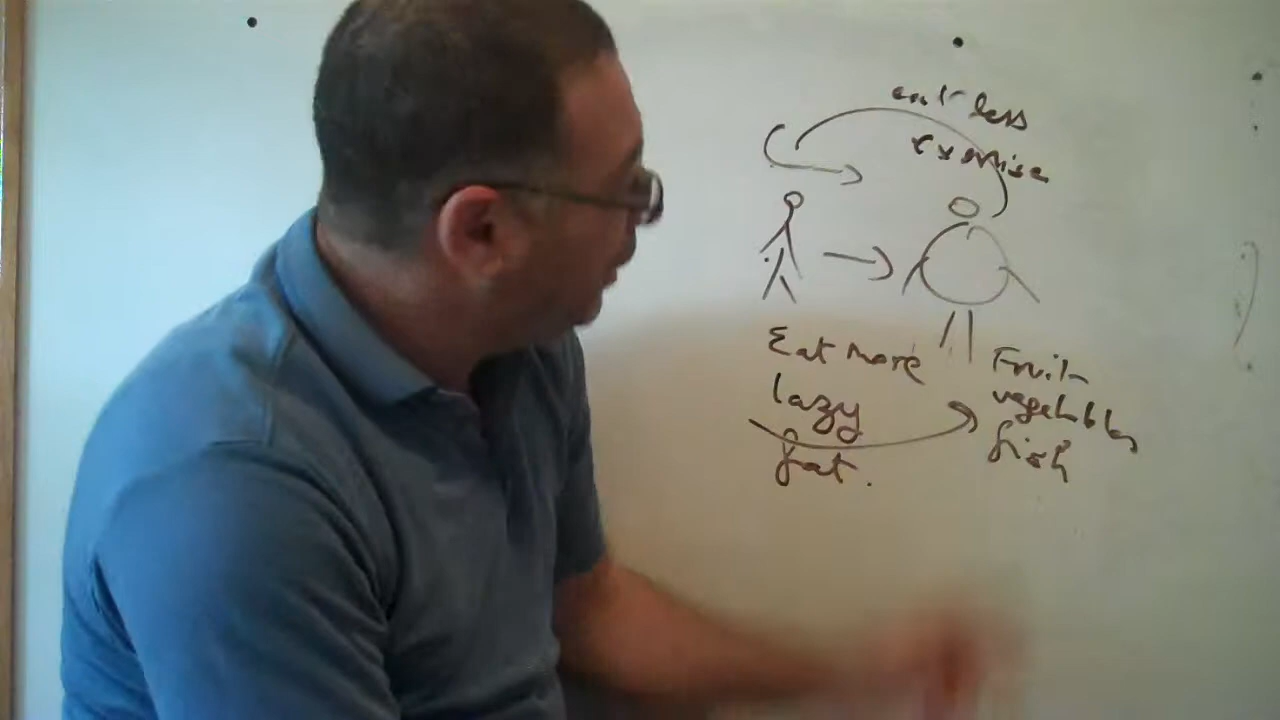 eat less
exercise
Eat more
lazy
fat.
Fruit
vegetables
fish